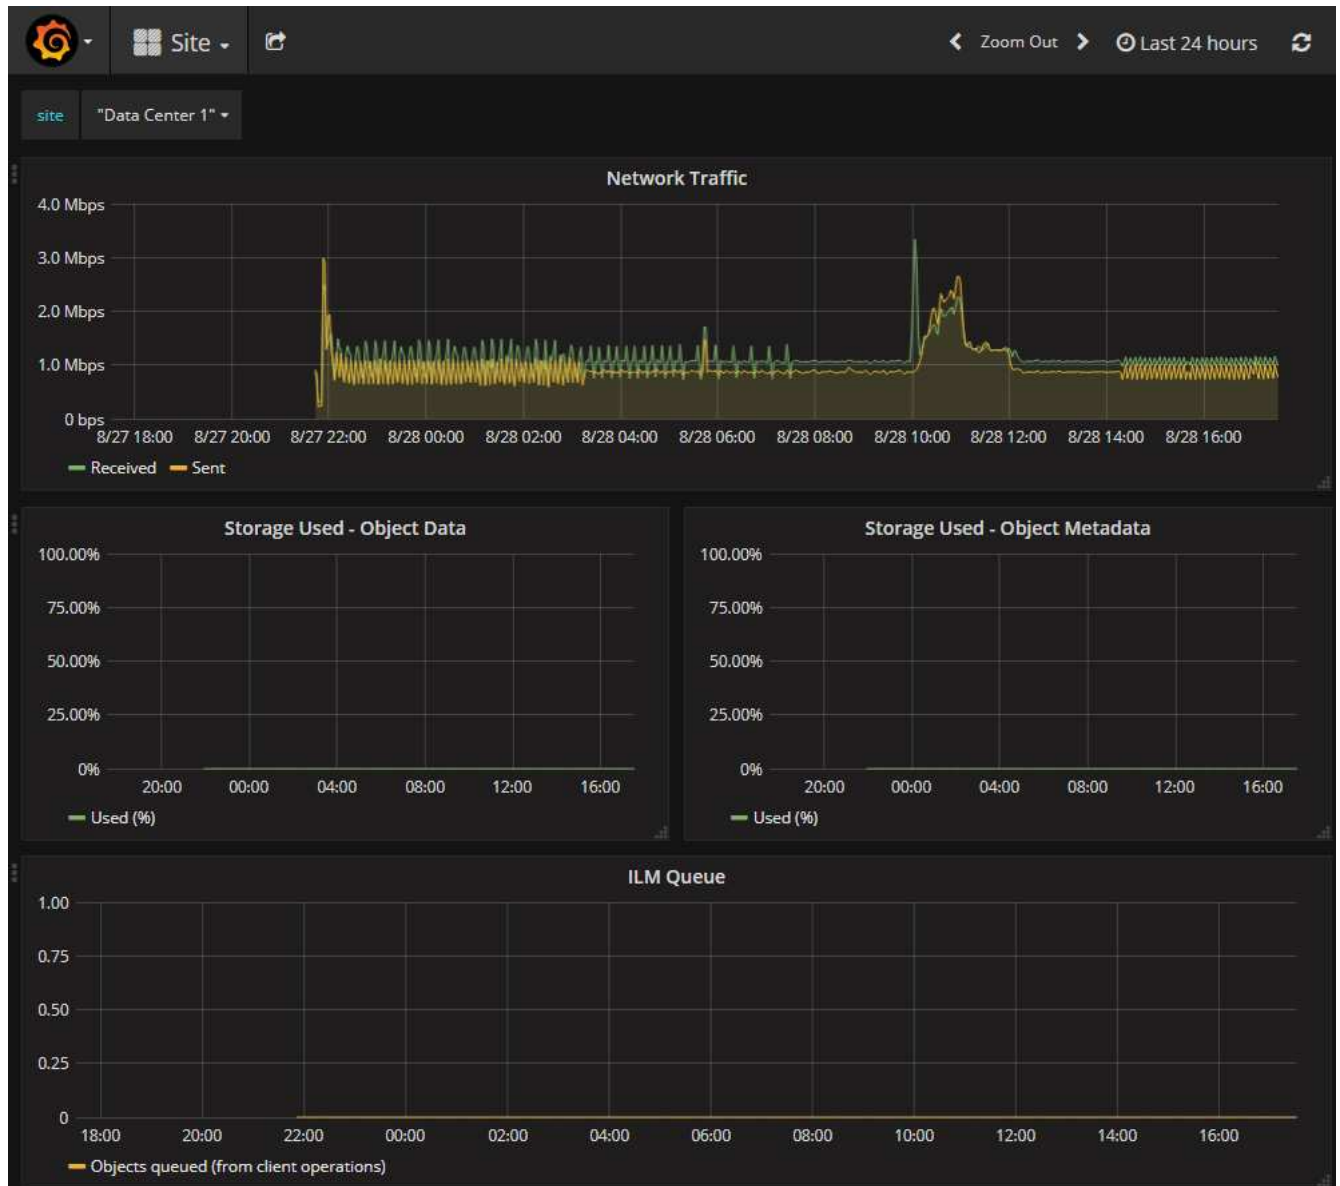 Site Zoom Out Last 24 hours
site "Data Center 1"
Network Traffic
4.0 Mbps
3.0 Mbps
2.0 Mbps
1.0 Mbps
0 bps
8/27 18:00 8/27 20:00 8/27 22:00 8/28 00:00 8/28 02:00 8/28 04:00 8/28 06:00 8/28 08:00 8/28 10:00 8/28 12:00 8/28 14:00 8/28 16:00
Received Sent
Storage Used - Object Data
100.00%
75.00%
50.00%
25.00%
0%
20:00 00:00 04:00 08:00 12:00 16:00
Used (%)
Storage Used - Object Metadata
100.00%
75.00%
50.00%
25.00%
0%
20:00 00:00 04:00 08:00 12:00 16:00
Used (%)
ILM Queue
1.00
0.75
0.50
0.25
0
18:00 20:00 22:00 00:00 02:00 04:00 06:00 08:00 10:00 12:00 14:00 16:00
Objects queued (from client operations)